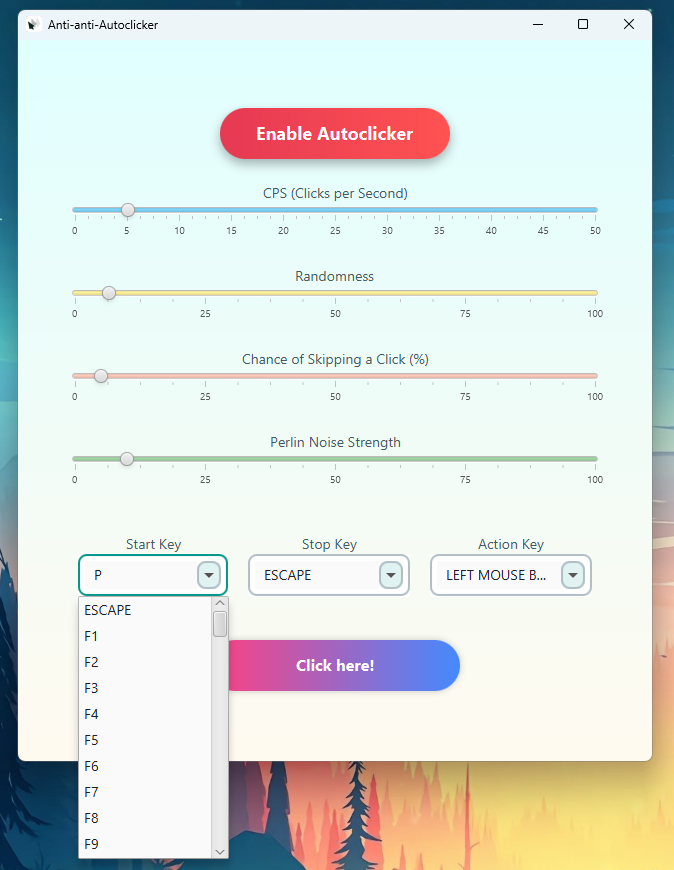 Anti-anti-Autoclicker
Enable Autoclicker
CPS (Clicks per Second)
0 5 10 15 20 25 30 35 40 45 50
Randomness
0 25 50 75 100
Chance of Skipping a Click (%)
0 25 50 75 100
Perlin Noise Strength
0 25 50 75 100
Start Key Stop Key Action Key
P ESCAPE LEFT MOUSE B...
ESCAPE
F1
F2
F3
Click here!
F4
F5
F6
F7
F8
F9